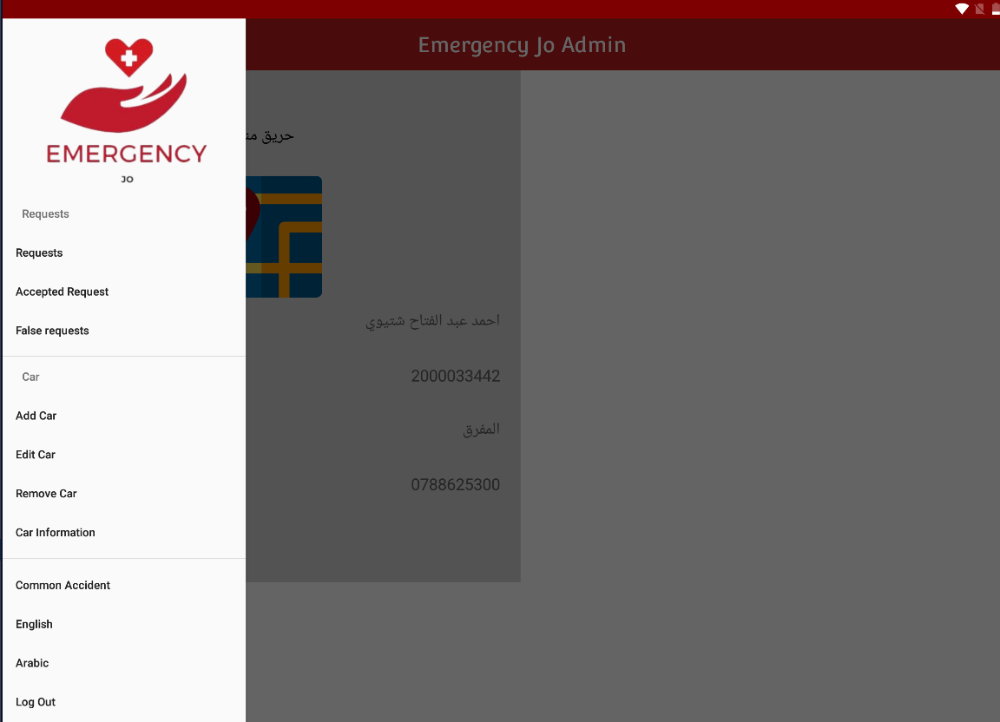 Emergency Jo Admin
EMERGENCY
JO
Requests
Requests
Accepted Request
False requests
Car
Add Car
Edit Car
Remove Car
Car Information
Common Accident
English
Arabic
Log Out
حريق
احمد عبد الفتاح شتيوي
2000033442
المفرق
0788625300